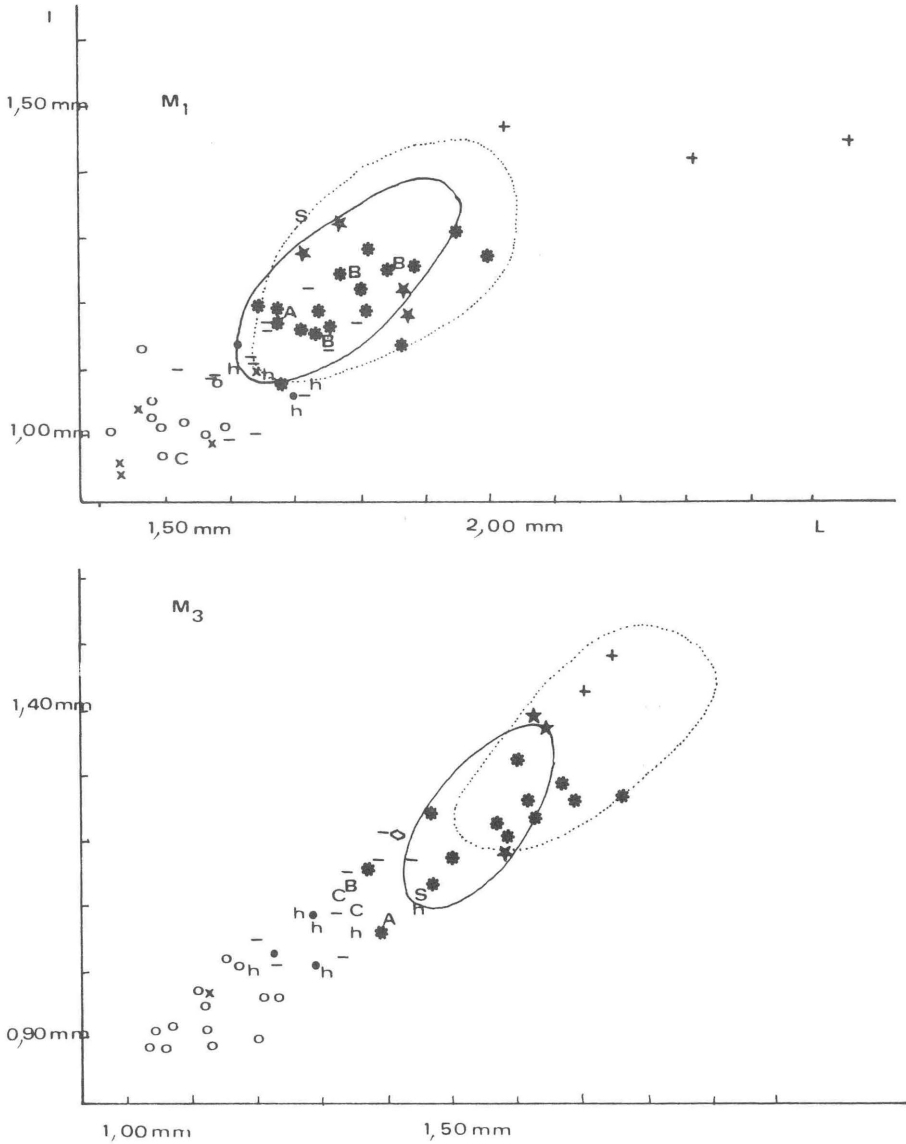 l
1,50 mm
M1
S
B B
A
B
h h h
h
1,00 mm
C
1,50 mm 2,00 mm L
M3
1,40 mm
B
C S
C h
h A
h h
h h
0,90 mm
1,00 mm 1,50 mm